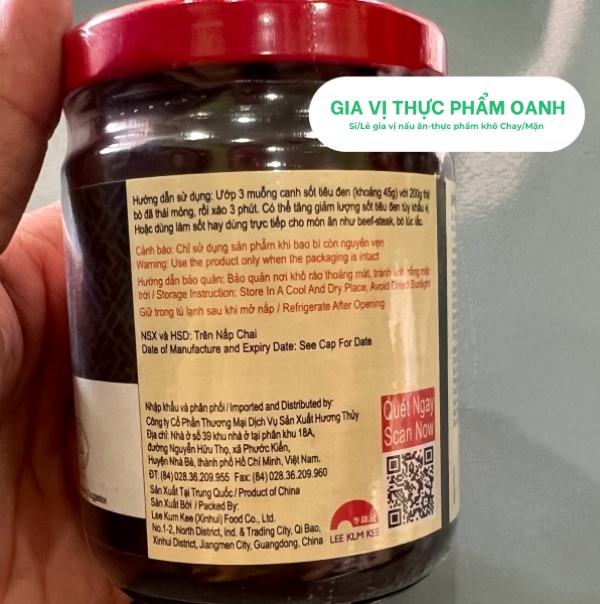 GIA VỊ THỰC PHẨM OANH
Sỉ/Lẻ gia vị nấu ăn-thực phẩm khô Chay/Mặn
Hướng dẫn sử dụng: Ướp 3 muỗng canh sốt tiêu đen (khoảng 45g) với 200g thịt
bò đã thái mỏng, rồi xào 3 phút. Có thể tăng giảm lượng sốt tiêu đen tùy khẩu vị.
Hoặc dùng làm sốt hay dùng trực tiếp cho món ăn như beef-steak, bò lúc lắc.
Cảnh báo: Chỉ sử dụng sản phẩm khi bao bì còn nguyên vẹn
Warning: Use the product only when the packaging is intact
Hướng dẫn bảo quản: Bảo quản nơi khô ráo thoáng mát, tránh ánh nắng mặt
trời / Storage Instruction: Store In A Cool And Dry Place, Avoid Direct Sunlight
Giữ trong tủ lạnh sau khi mở nắp / Refrigerate After Opening
NSX và HSD: Trên Nắp Chai
Date of Manufacture and Expiry Date: See Cap For Date
Nhập khẩu và phân phối / Imported and Distributed by:
Công ty Cổ Phần Thương Mại Dịch Vụ Sản Xuất Hương Thủy
Địa chỉ: Nhà ở số 39 khu nhà ở tại phân khu 18A,
đường Nguyễn Hữu Thọ, xã Phước Kiển,
Huyện Nhà Bè, thành phố Hồ Chí Minh, Việt Nam.
ĐT: (84) 028.36.209.955 Fax: (84) 028.36.209.960
Sản Xuất Tại Trung Quốc / Product of China
Sản Xuất Bởi / Packed By:
Lee Kum Kee (Xinhui) Food Co., Ltd.
No.1-2, North District, Ind. & Trading City, Qi Bao,
Xinhui District, Jiangmen City, Guangdong, China
Quét Ngay
Scan Now
李錦記
LEE KUM KEE